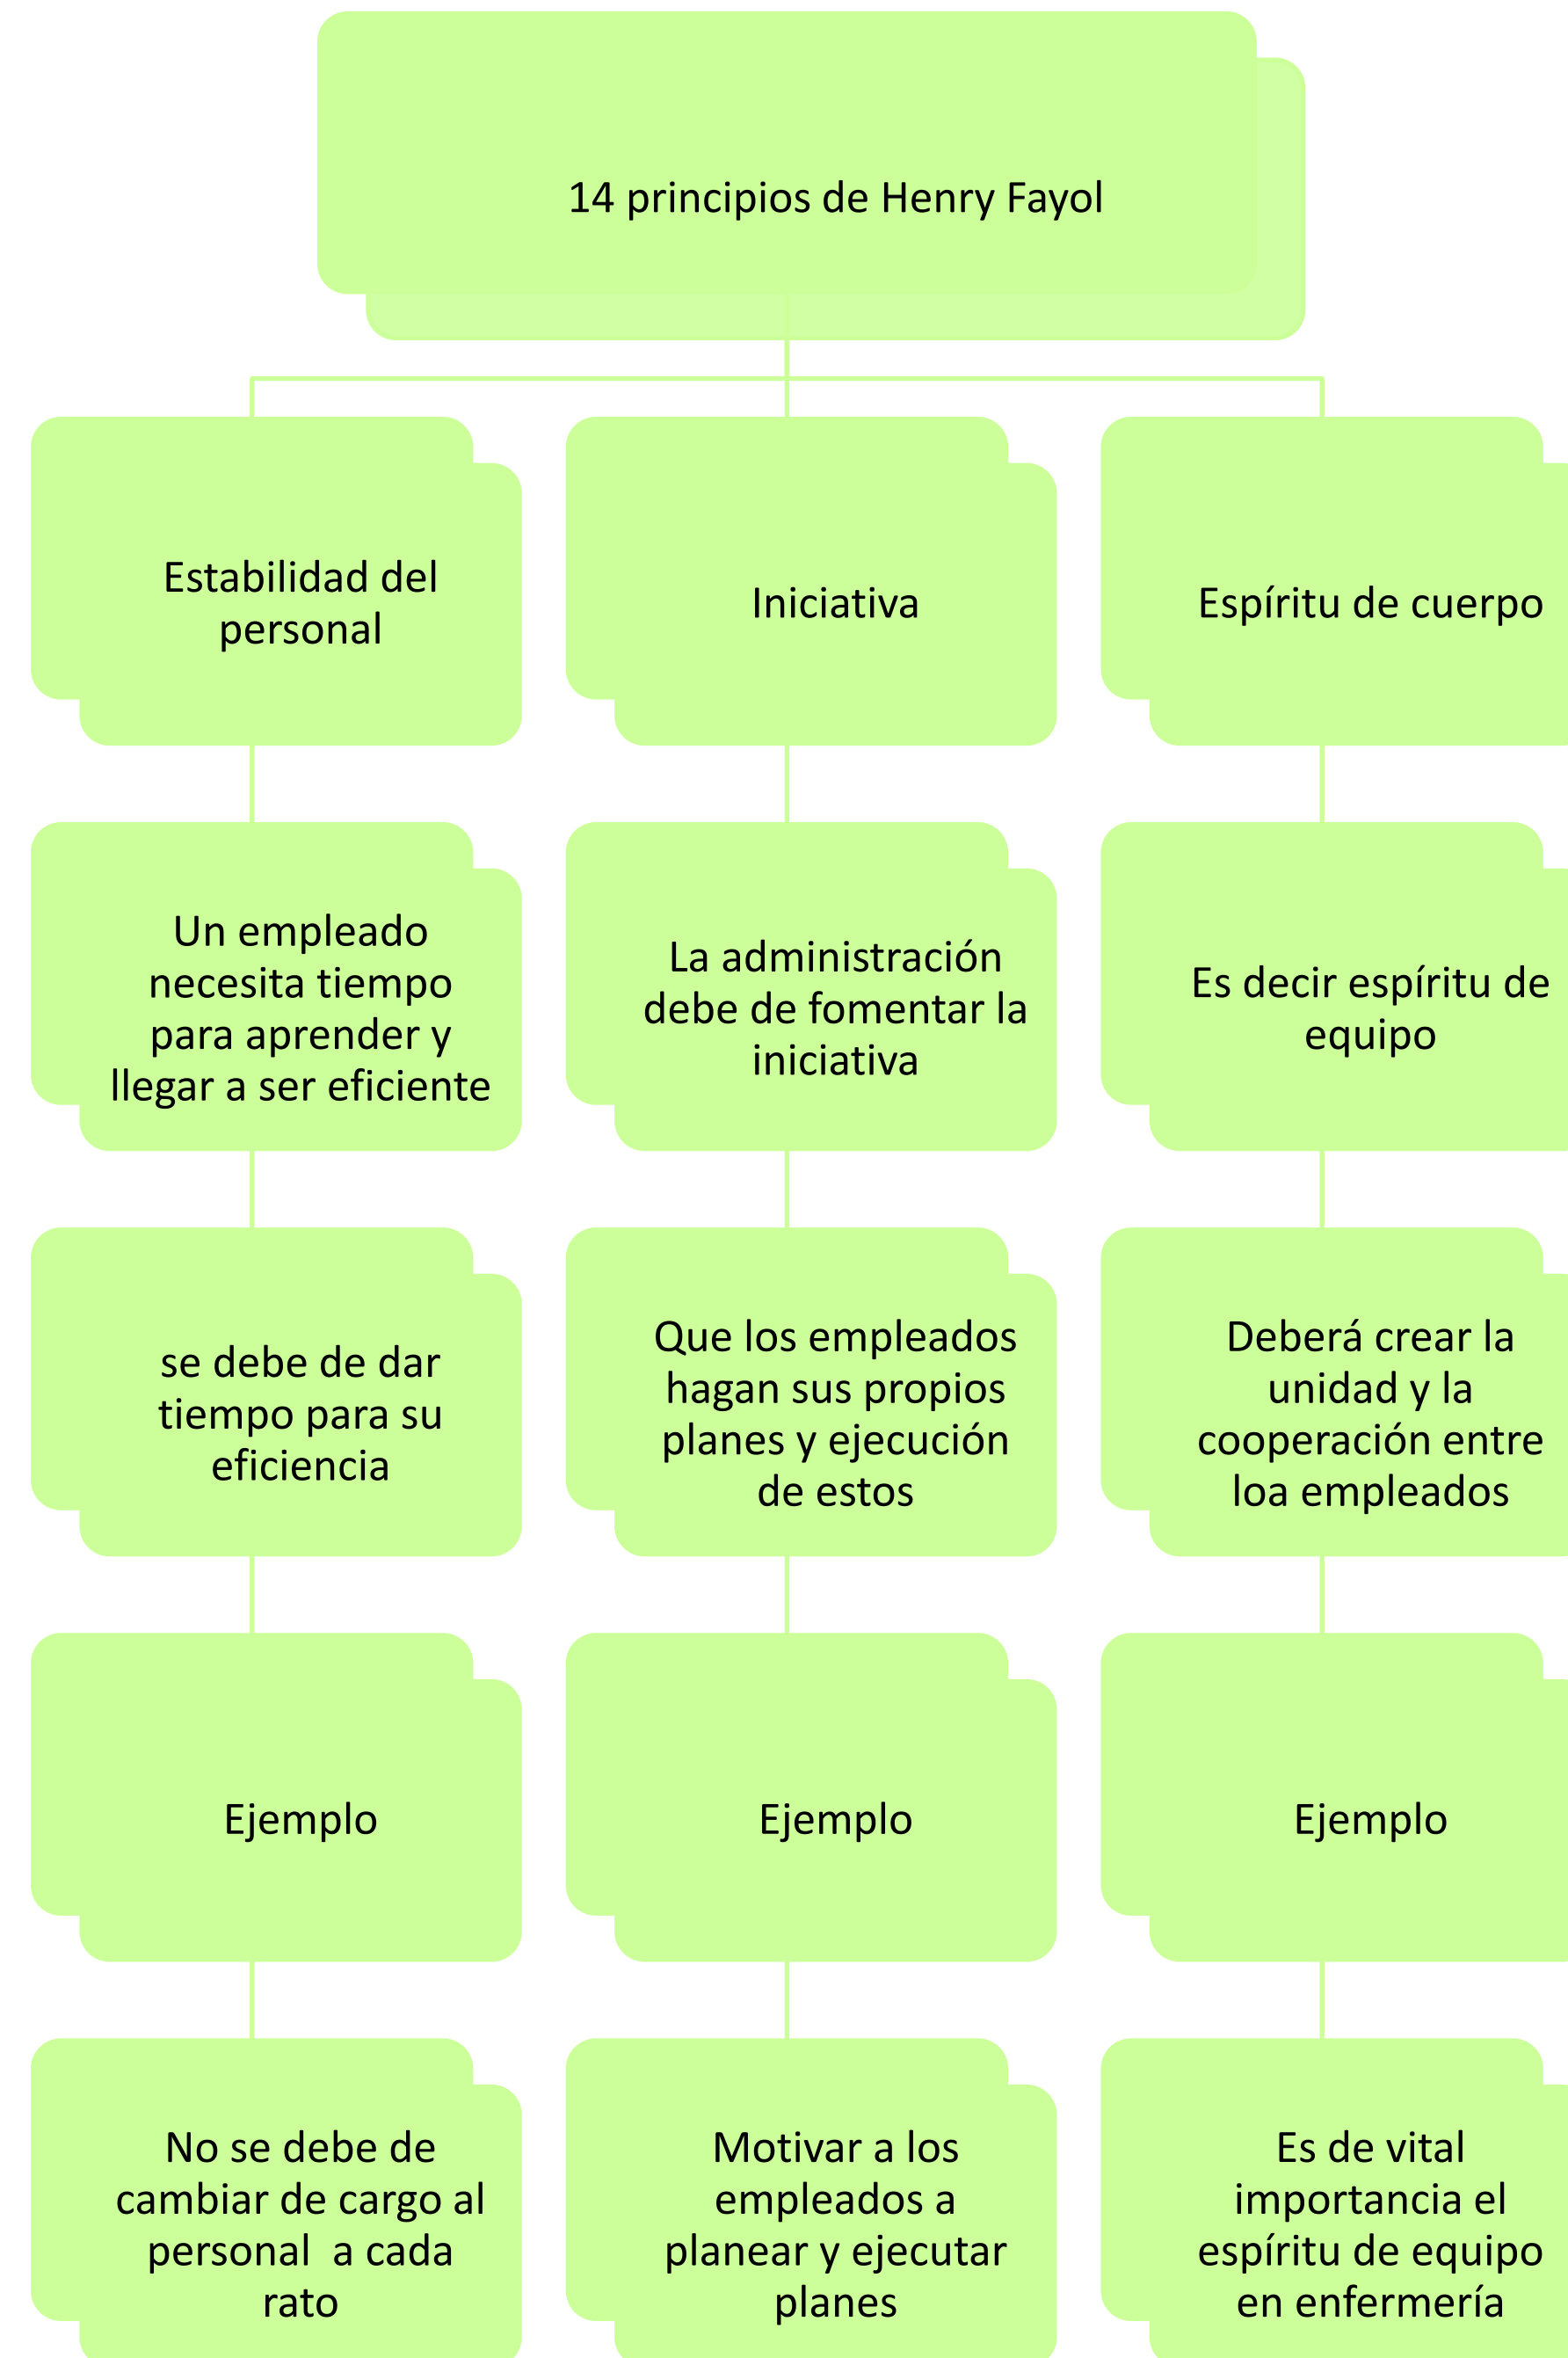 14 principios de Henry Fayol
Estabilidad del
personal
Iniciativa
Espíritu de cuerpo
Un empleado
necesita tiempo
para aprender y
llegar a ser eficiente
La administración
debe de fomentar la
iniciativa
Es decir espíritu de
equipo
se debe de dar
tiempo para su
eficiencia
Que los empleados
hagan sus propios
planes y ejecución
de estos
Deberá crear la
unidad y la
cooperación entre
loa empleados
Ejemplo
Ejemplo
Ejemplo
No se debe de
cambiar de cargo al
personal  a cada
rato
Motivar a los
empleados a
planear y ejecutar
planes
Es de vital
importancia el
espíritu de equipo
en enfermería